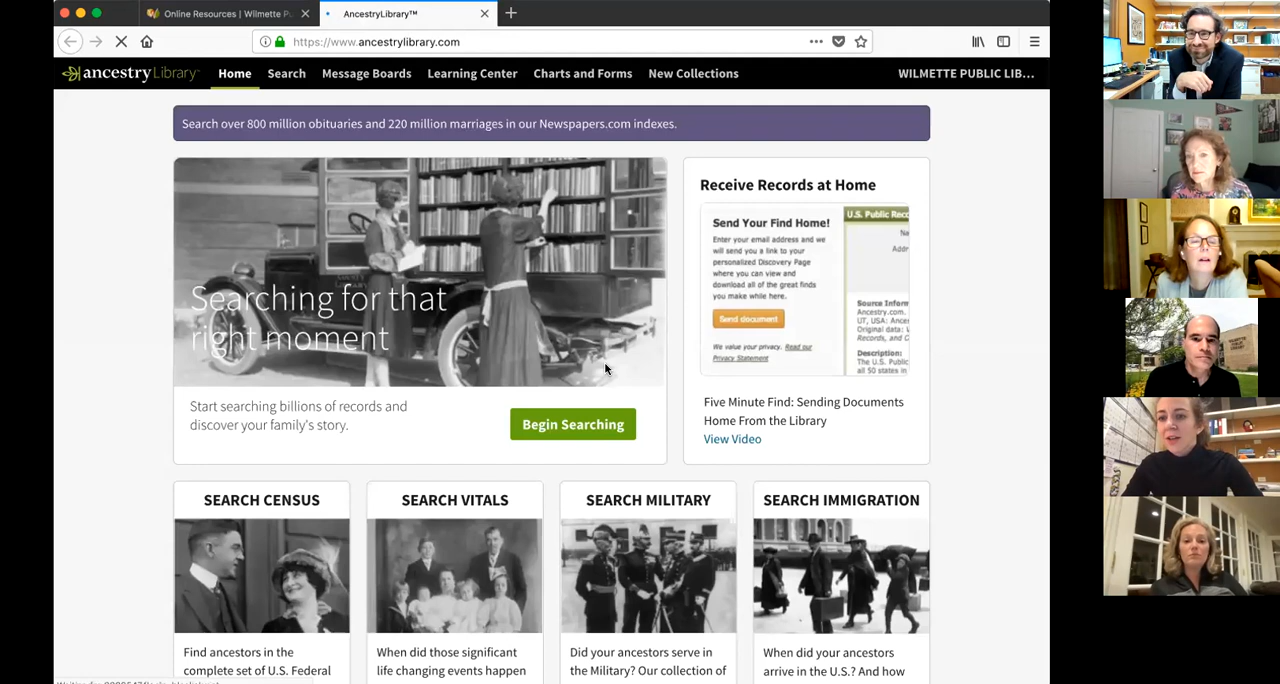 Online Resources | Wilmette Pu
AncestryLibrary™
https://www.ancestrylibrary.com
ancestryLibrary™
Home
Search
Message Boards
Learning Center
Charts and Forms
New Collections
WILMETTE PUBLIC LIB...
Search over 800 million obituaries and 220 million marriages in our Newspapers.com indexes.
Searching for that
right moment
Start searching billions of records and
discover your family's story.
Begin Searching
Receive Records at Home
Send Your Find Home!
Enter your email address and we
will send you a link to your
personalized Discovery Page
where you can view and
download all of the great finds
you make while here.
Send document
We value your privacy. Read our
Privacy Statement
U.S. Public Reco
Na
Addr
Source Inform
Ancestry.com.
UT, USA: Ances
Original data:
Records, and C
Description:
The U.S. Public
all 50 states in
Five Minute Find: Sending Documents
Home From the Library
View Video
SEARCH CENSUS
Find ancestors in the
complete set of U.S. Federal
SEARCH VITALS
When did those significant
life changing events happen
SEARCH MILITARY
Did your ancestors serve in
the Military? Our collection of
SEARCH IMMIGRATION
When did your ancestors
arrive in the U.S.? And how